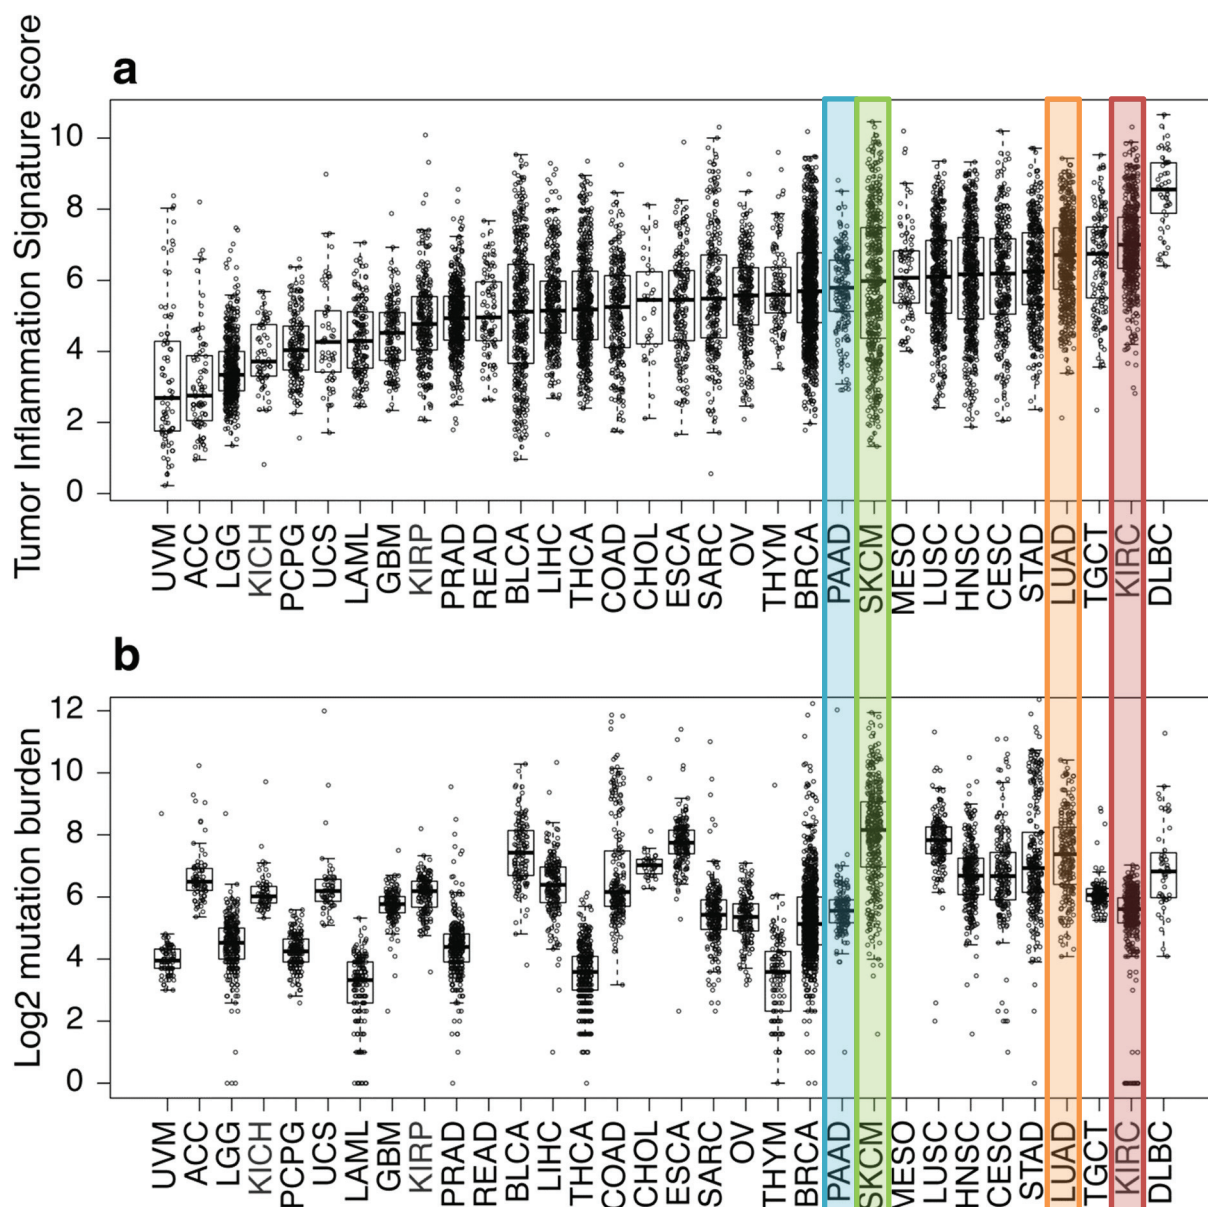 a
Tumor Inflammation Signature score
10
8
6
4
2
0
UVM ACC LGG KICH PCPG UCS LAML GBM KIRP PRAD READ BLCA LIHC THCA COAD CHOL ESCA SARC OV THYM BRCA PAAD SKCM MESO LUSC HNSC CESC STAD LUAD TGCT KIRC DLBC
b
Log2 mutation burden
12
10
8
6
4
2
0
UVM ACC LGG KICH PCPG UCS LAML GBM KIRP PRAD READ BLCA LIHC THCA COAD CHOL ESCA SARC OV THYM BRCA PAAD SKCM MESO LUSC HNSC CESC STAD LUAD TGCT KIRC DLBC